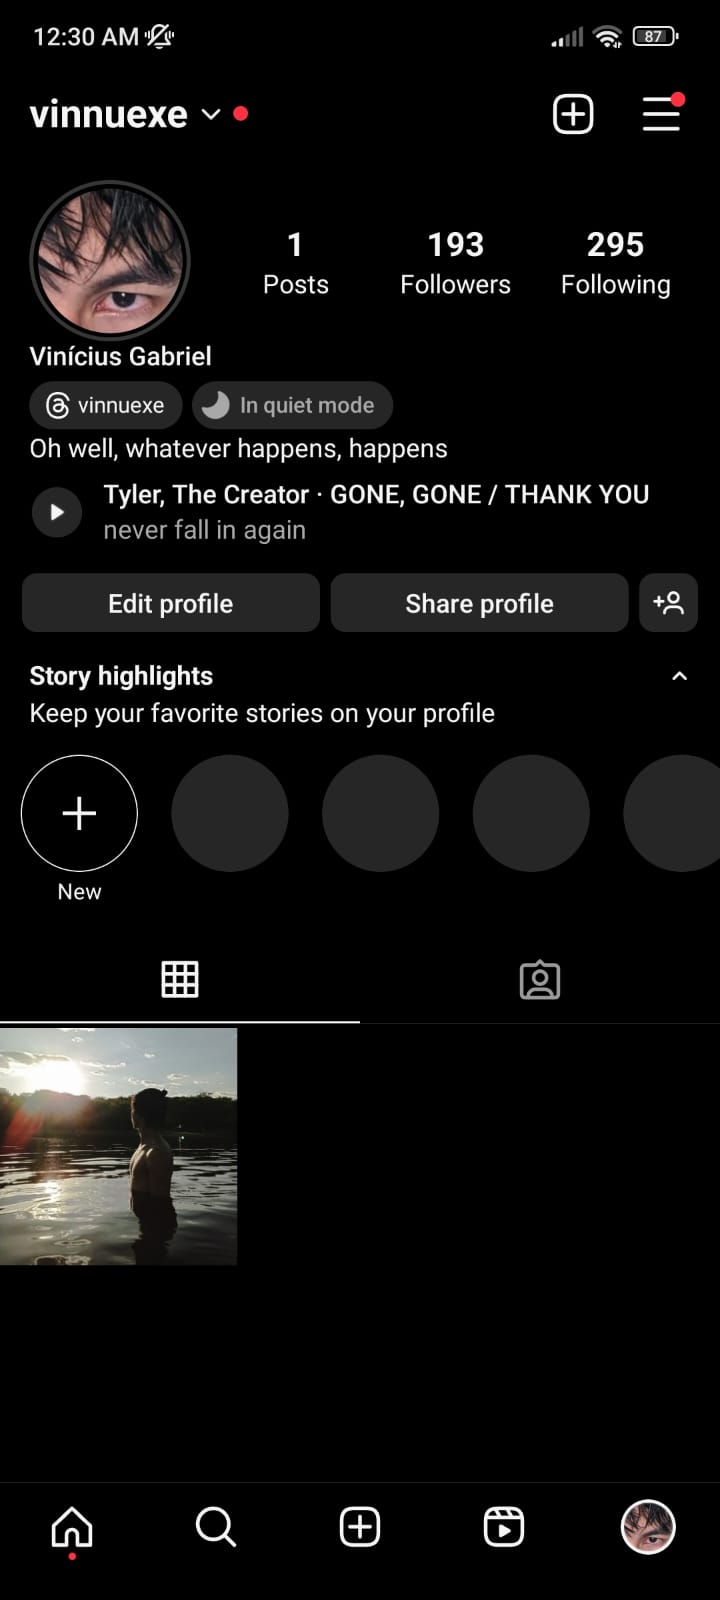 12:30 AM
87
vinnuexe
1
193
295
Posts
Followers
Following
Vinícius Gabriel
vinnuexe
In quiet mode
Oh well, whatever happens, happens
Tyler, The Creator · GONE, GONE / THANK YOU
never fall in again
Edit profile
Share profile
Story highlights
Keep your favorite stories on your profile
New